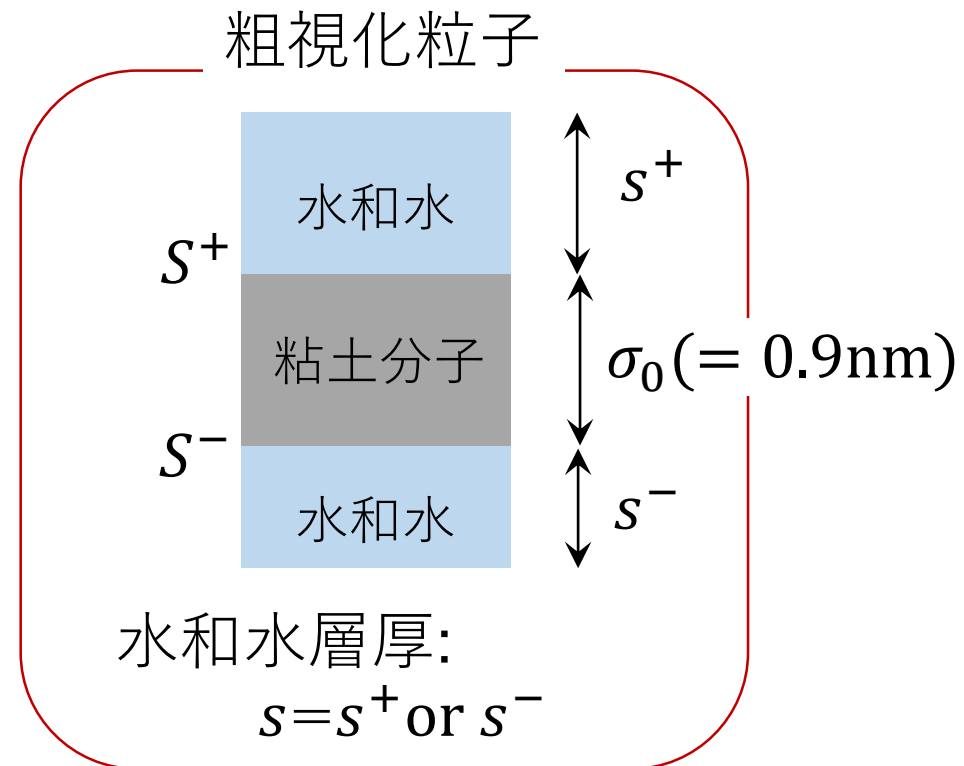 粗視化粒子
水和水
s⁺
S⁺
粘土分子
σ₀(= 0.9nm)
S⁻
水和水
s⁻
水和水層厚:
s=s⁺or s⁻